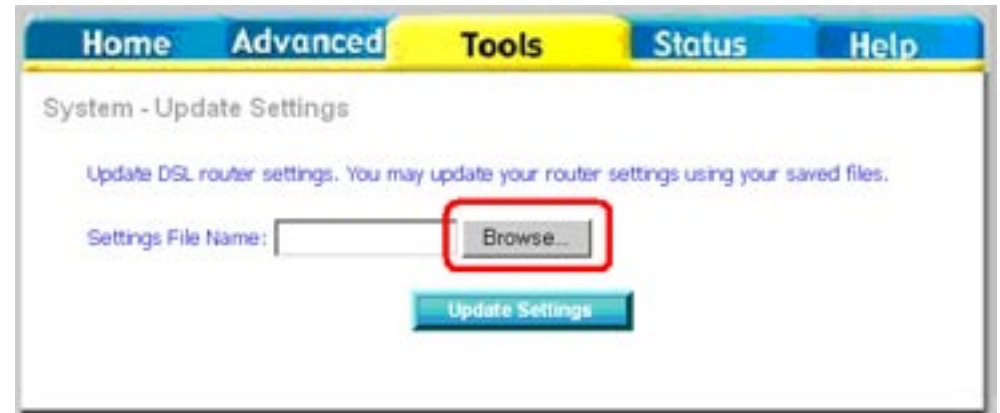 Home Advanced Tools Status Help
System - Update Settings
Update DSL router settings. You may update your router settings using your saved files.
Settings File Name: Browse...
Update Settings